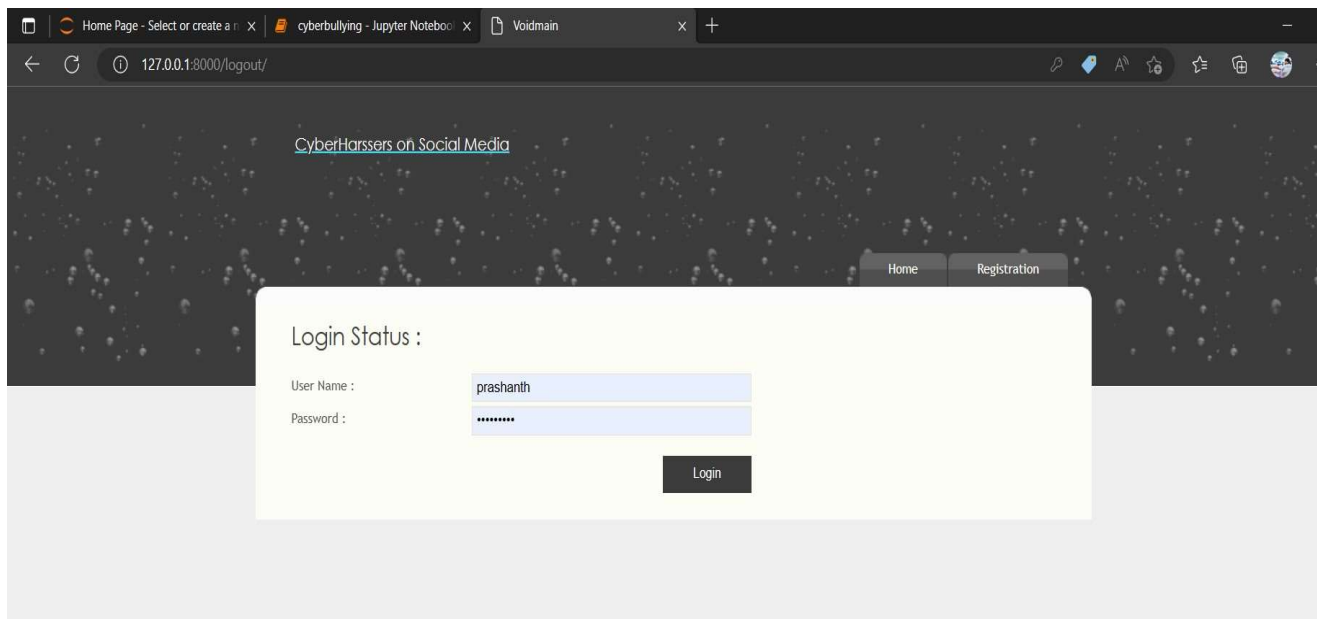 Home Page - Select or create a n
cyberbullying - Jupyter Noteboo
Voidmain
127.0.0.1:8000/logout/
CyberHarssers on Social Media
Home
Registration
Login Status :
User Name :
prashanth
Password :
•••••••••
Login